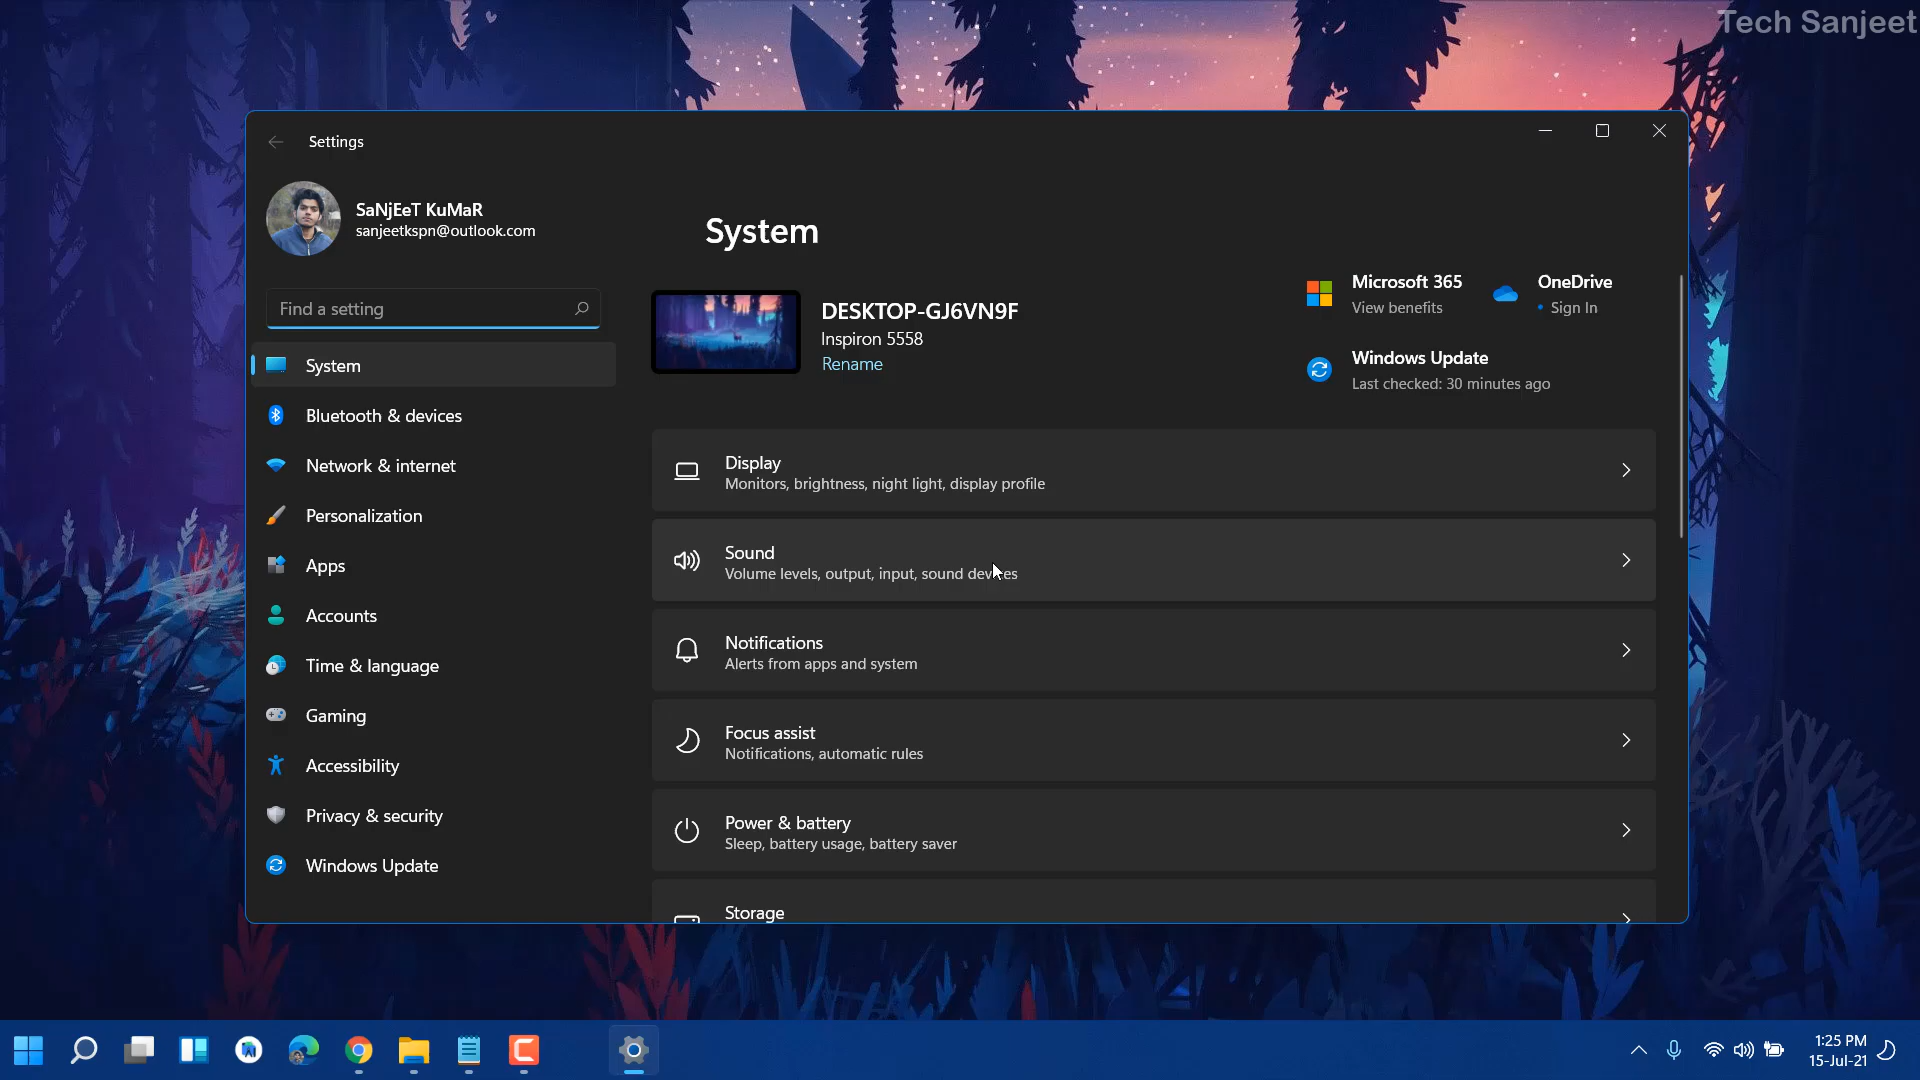 Tech Sanjeet
Settings
SaNjEeT KuMaR
sanjeetkspn@outlook.com
Find a setting
System
Bluetooth & devices
Network & internet
Personalization
Apps
Accounts
Time & language
Gaming
Accessibility
Privacy & security
Windows Update
System
DESKTOP-GJ6VN9F
Inspiron 5558
Rename
Microsoft 365
View benefits
OneDrive
• Sign In
Windows Update
Last checked: 30 minutes ago
Display
Monitors, brightness, night light, display profile
Sound
Volume levels, output, input, sound devices
Notifications
Alerts from apps and system
Focus assist
Notifications, automatic rules
Power & battery
Sleep, battery usage, battery saver
Storage
1:25 PM
15-Jul-21